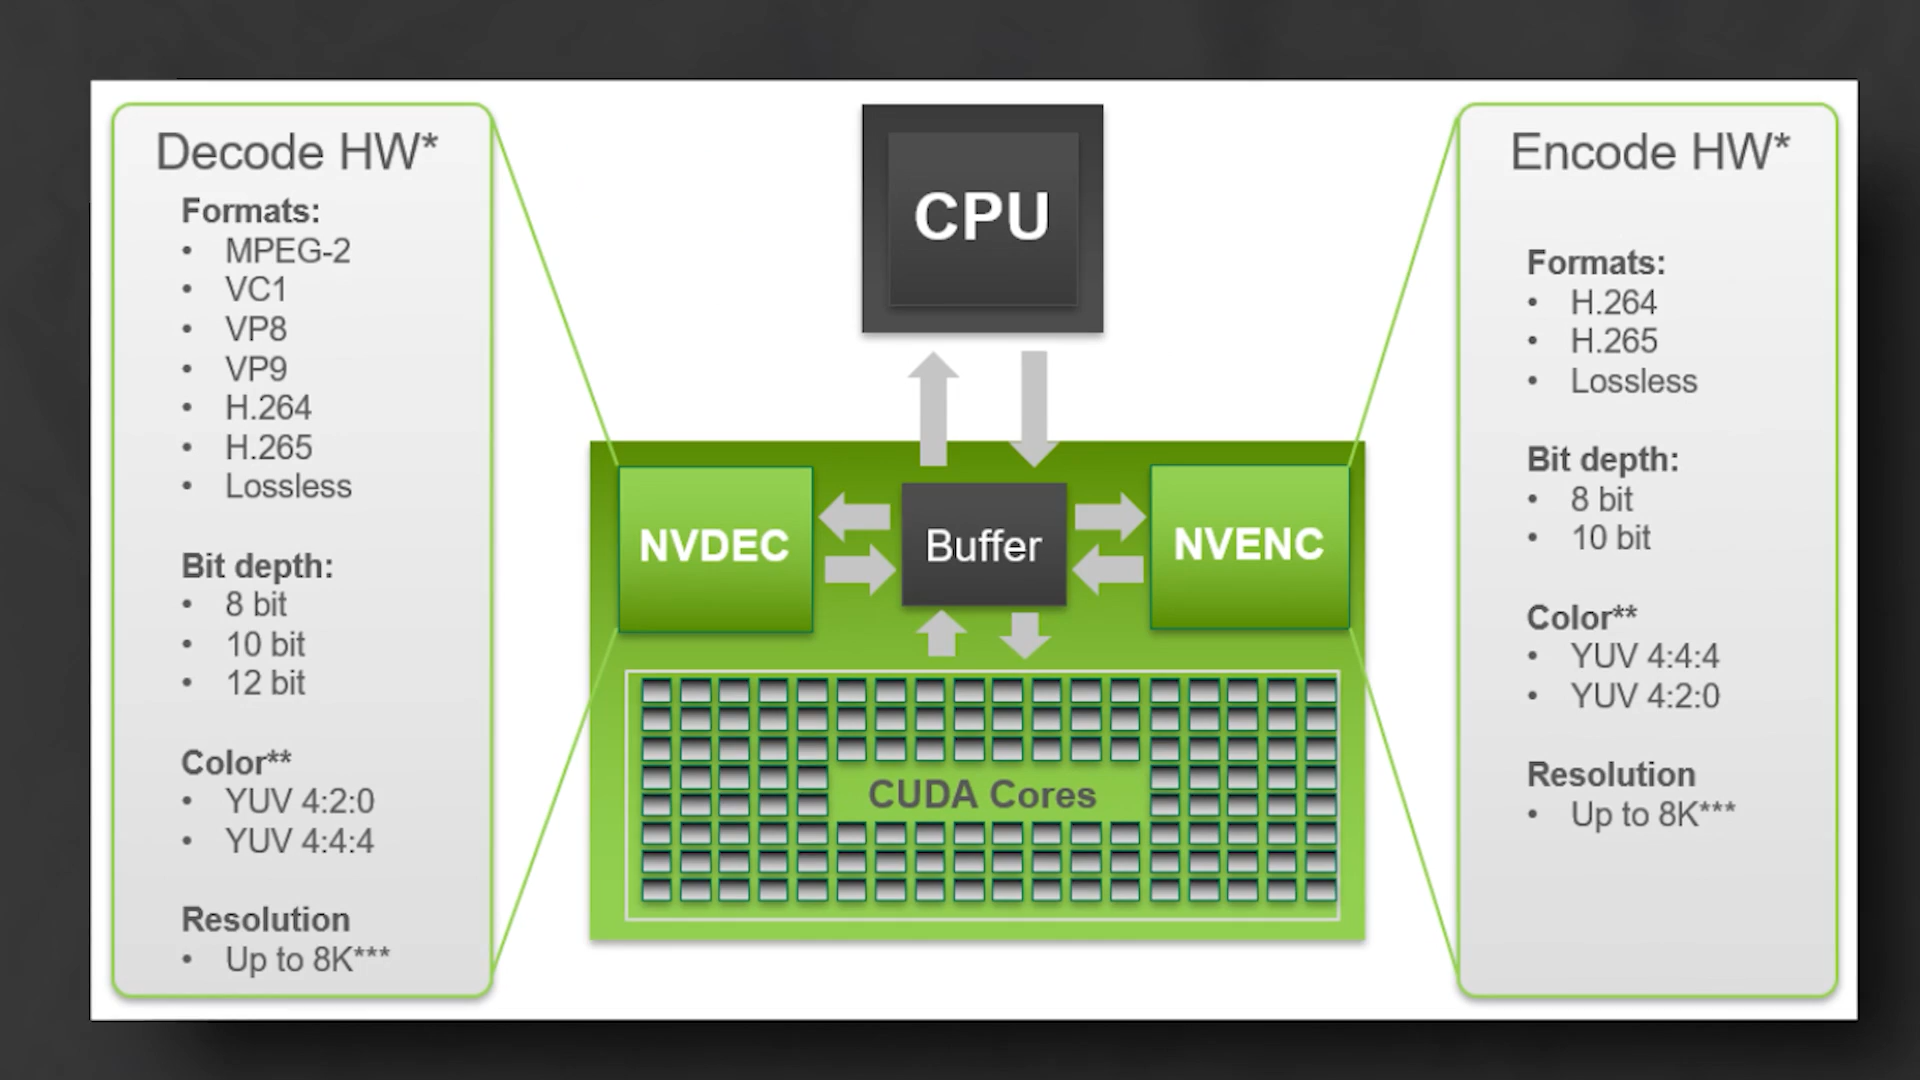 Decode HW*
Formats:
• MPEG-2
• VC1
• VP8
• VP9
• H.264
• H.265
• Lossless
Bit depth:
• 8 bit
• 10 bit
• 12 bit
Color**
• YUV 4:2:0
• YUV 4:4:4
Resolution
• Up to 8K***
CPU
NVDEC
Buffer
NVENC
CUDA Cores
Encode HW*
Formats:
• H.264
• H.265
• Lossless
Bit depth:
• 8 bit
• 10 bit
Color**
• YUV 4:4:4
• YUV 4:2:0
Resolution
• Up to 8K***